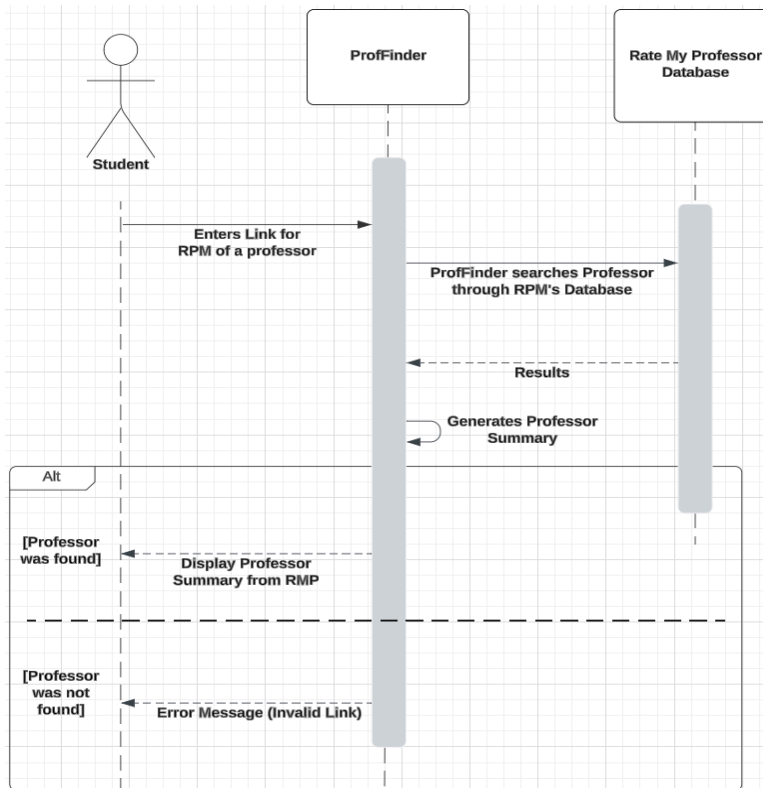 ProfFinder
Rate My Professor
Database
Student
Enters Link for
RPM of a professor
ProfFinder searches Professor
through RPM's Database
Results
Generates Professor
Summary
Alt
[Professor
was found]
Display Professor
Summary from RMP
[Professor
was not
found]
Error Message (Invalid Link)